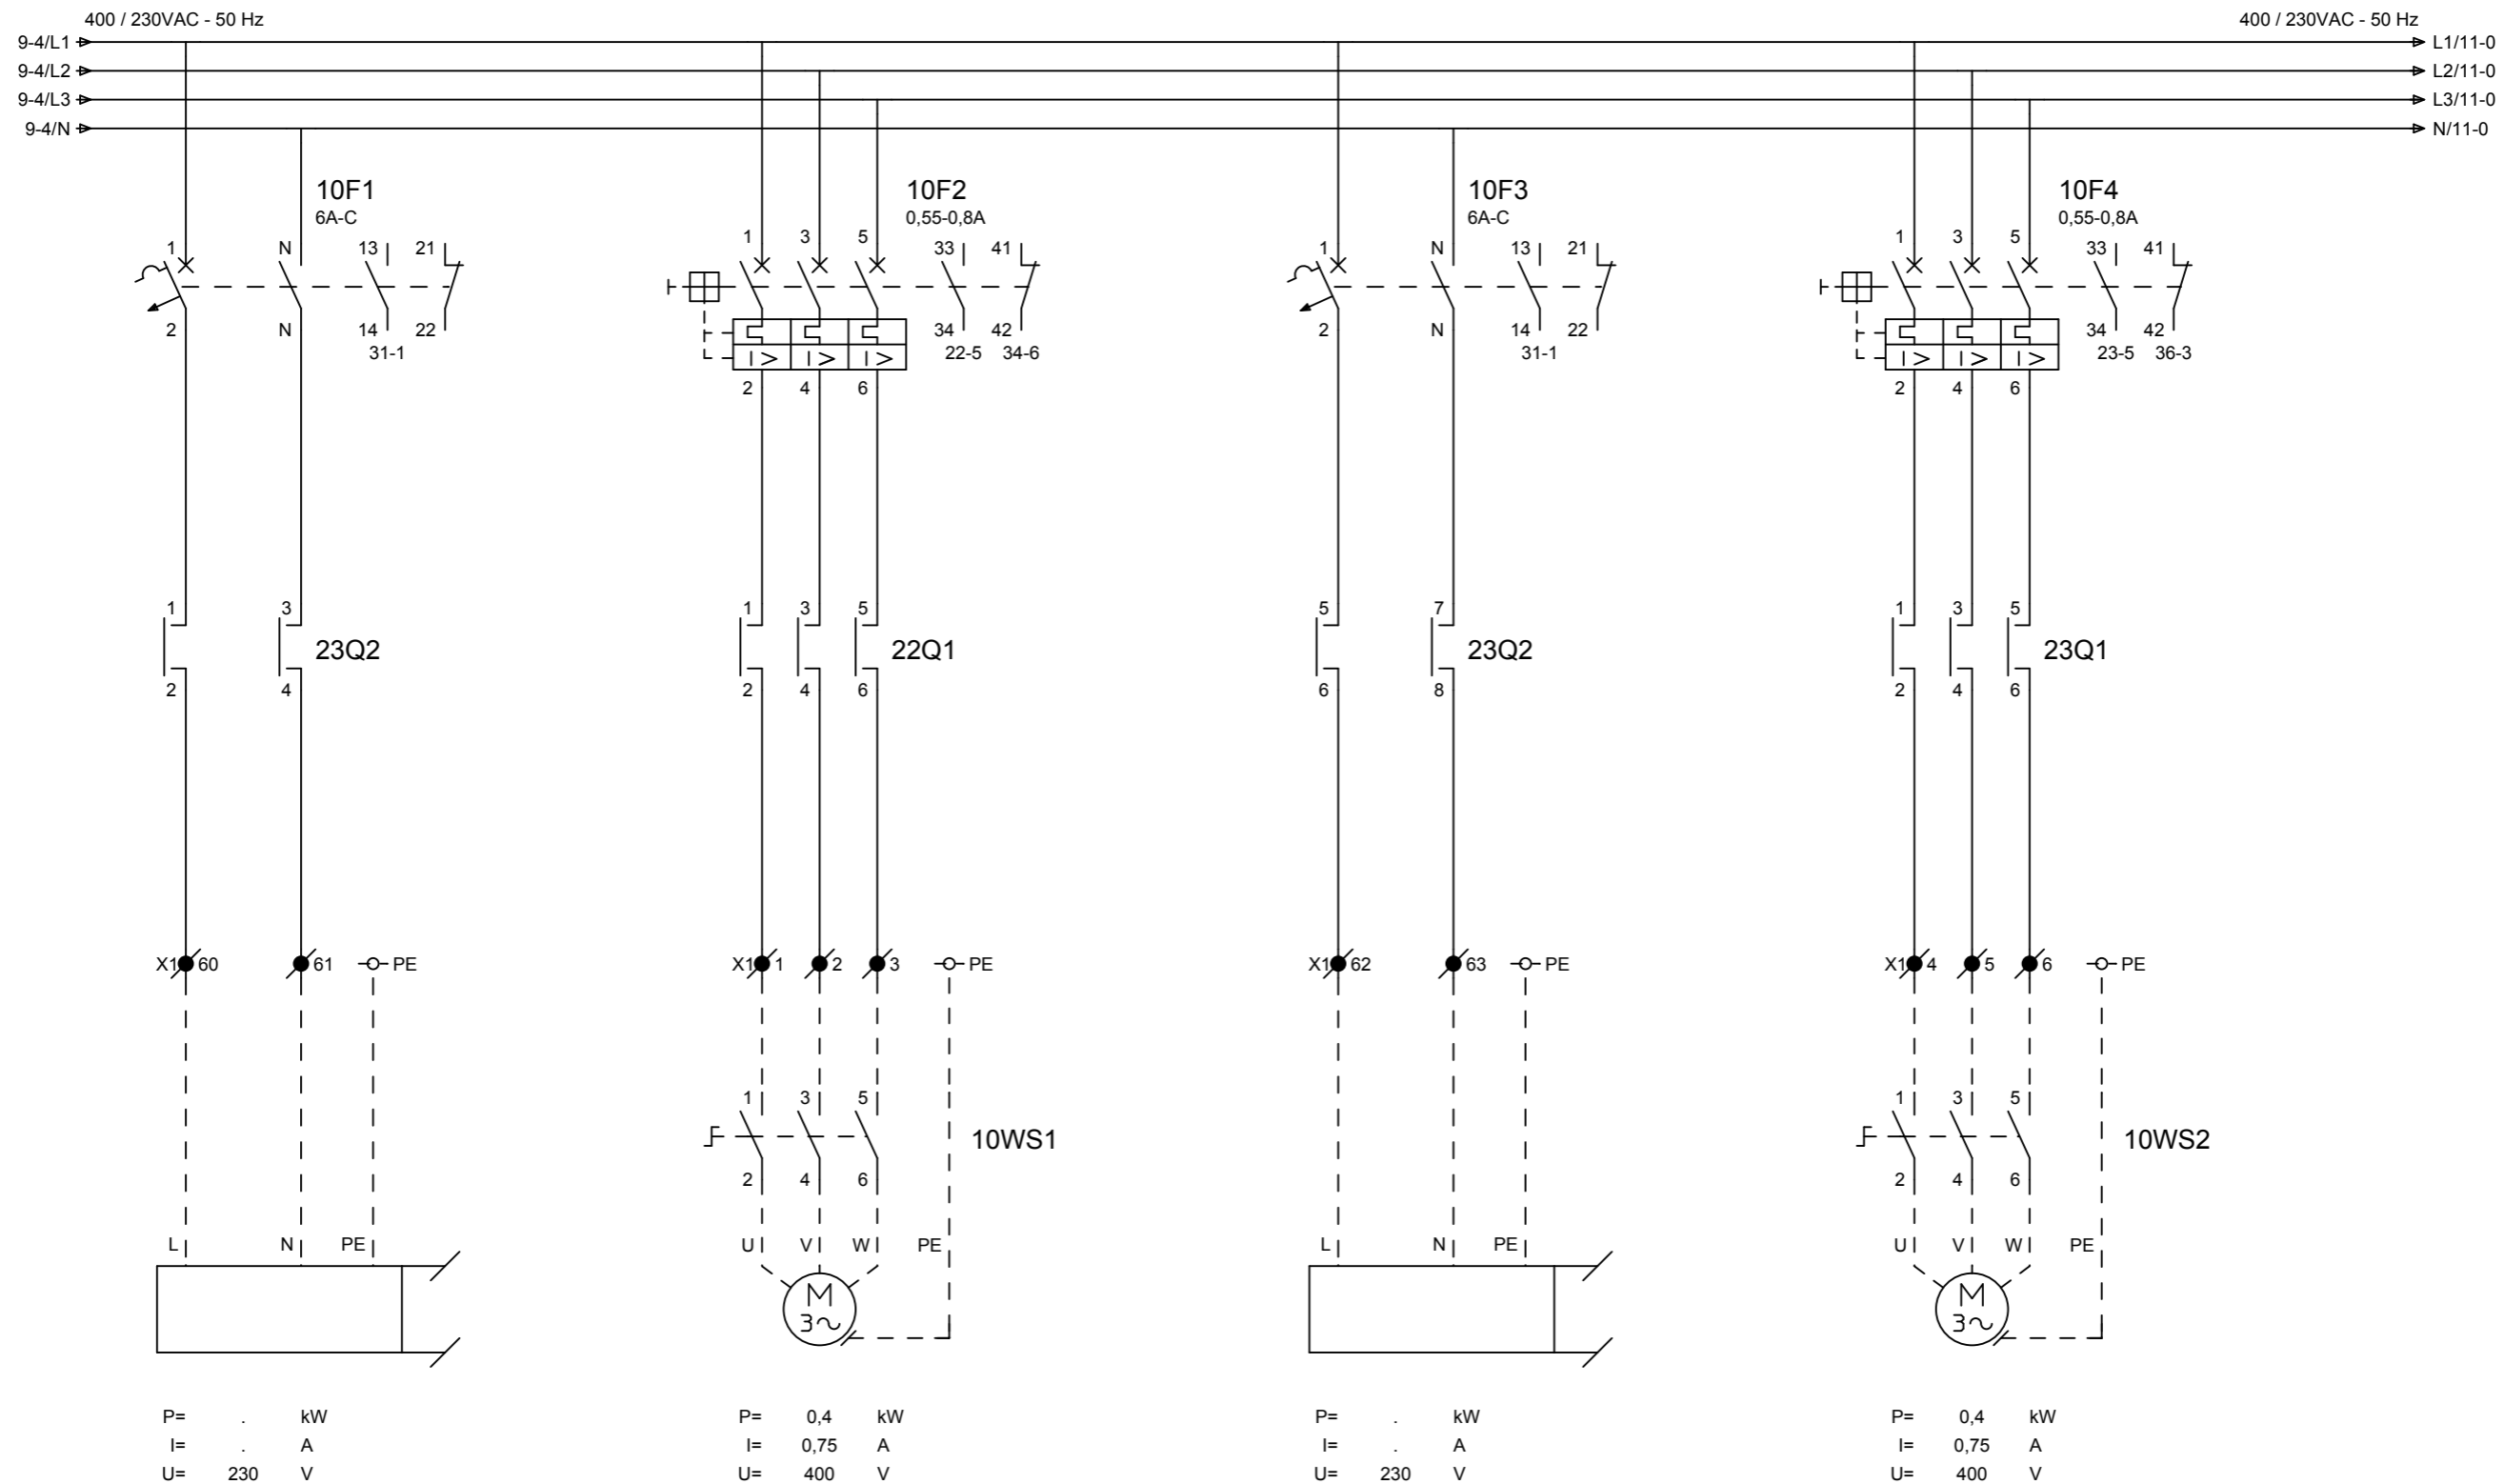 400 / 230VAC - 50 Hz 400 / 230VAC - 50 Hz
9-4/L1 L1/11-0
9-4/L2 L2/11-0
9-4/L3 L3/11-0
9-4/N N/11-0
10F1 10F2 10F3 10F4
6A-C 0,55-0,8A 6A-C 0,55-0,8A
1 N 13 21 1 3 5 33 41 1 N 13 21 1 3 5 33 41
2 N 14 22 34 42 2 N 14 22 34 42
31-1 I> I> I> 22-5 34-6 31-1 I> I> I> 23-5 36-3
2 4 6 2 4 6
1 3 1 3 5 5 7 1 3 5
23Q2 22Q1 23Q2 23Q1
2 4 2 4 6 6 8 2 4 6
X1 60 61 PE X1 1 2 3 PE X1 62 63 PE X1 4 5 6 PE
1 3 5 1 3 5
10WS1 10WS2
2 4 6 2 4 6
L N PE U V W PE L N PE U V W PE
M M
3~ 3~
P= . kW P= 0,4 kW P= . kW P= 0,4 kW
I= . A I= 0,75 A I= . A I= 0,75 A
U= 230 V U= 400 V U= 230 V U= 400 V